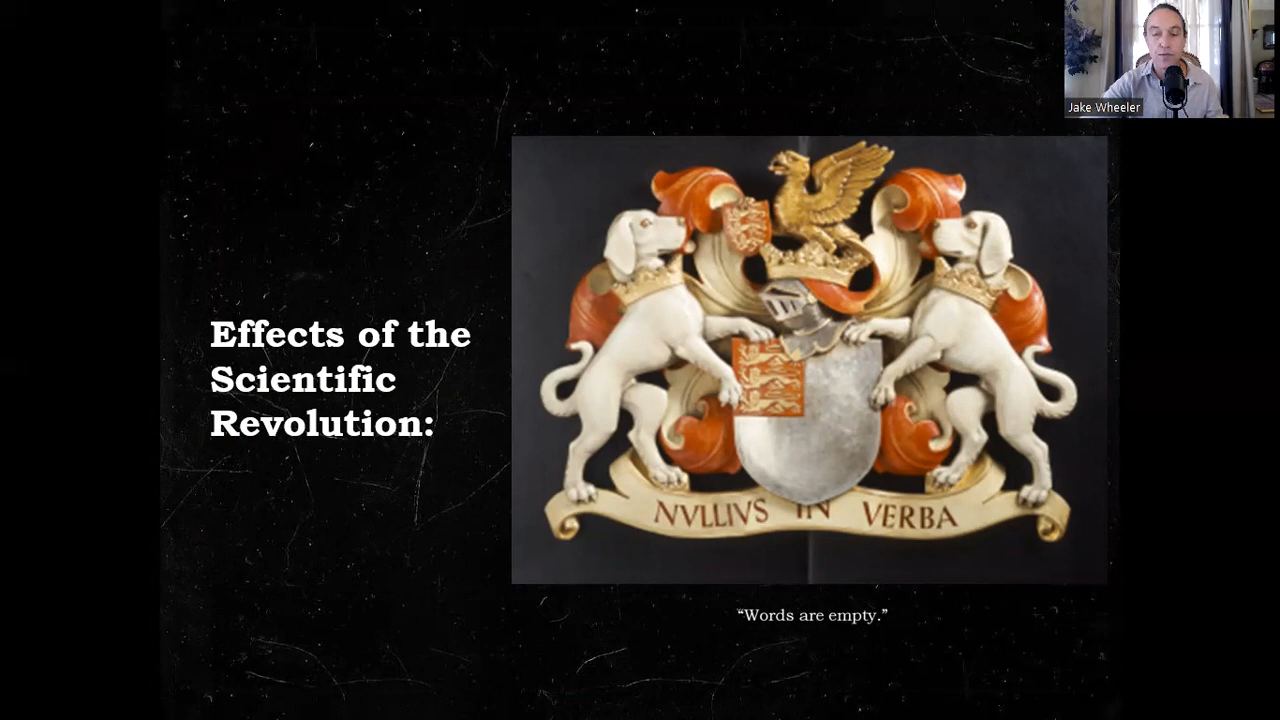 Jake Wheeler
Effects of the
Scientific
Revolution:
NVLLIVS IN VERBA
“Words are empty.”